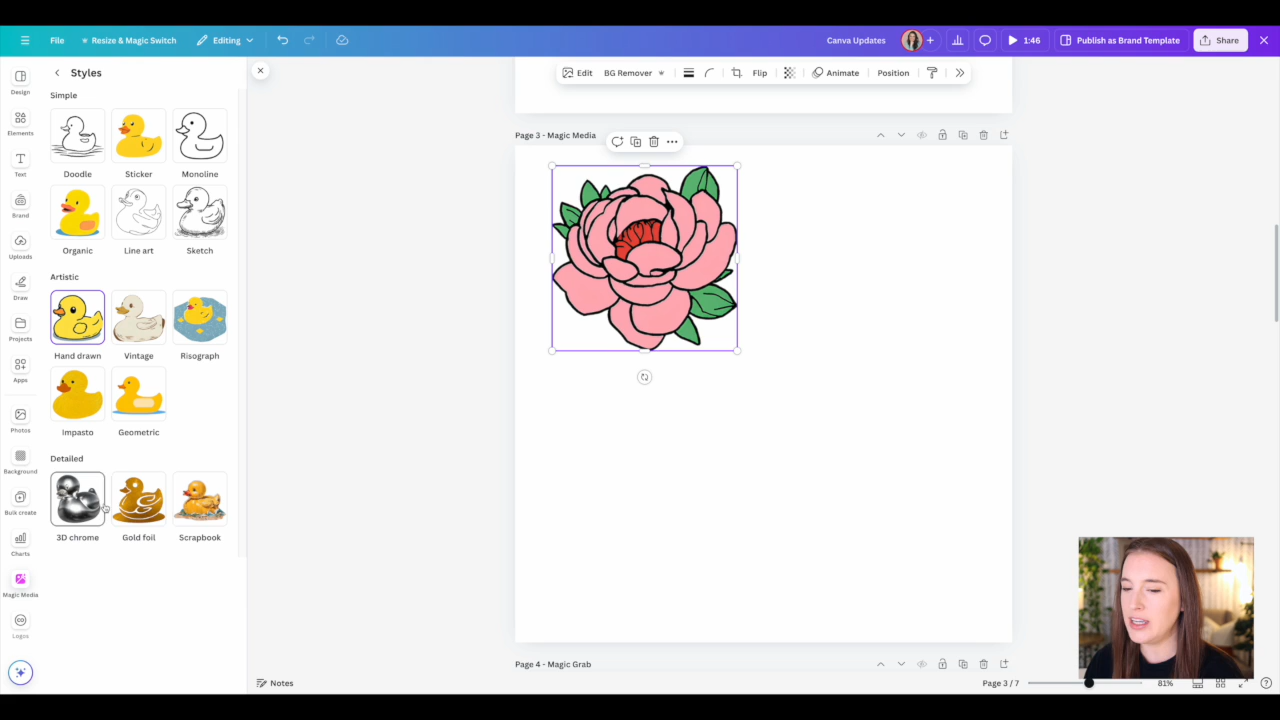 File
Resize & Magic Switch
Editing
Canva Updates
1:46
Publish as Brand Template
Share
Design
Elements
Text
Brand
Uploads
Draw
Projects
Apps
Photos
Background
Bulk create
Charts
Magic Media
Logos
Styles
Simple
Doodle
Sticker
Monoline
Organic
Line art
Sketch
Artistic
Hand drawn
Vintage
Risograph
Impasto
Geometric
Detailed
3D chrome
Gold foil
Scrapbook
Edit
BG Remover
Flip
Animate
Position
Page 3 - Magic Media
Page 4 - Magic Grab
Notes
Page 3 / 7
81%